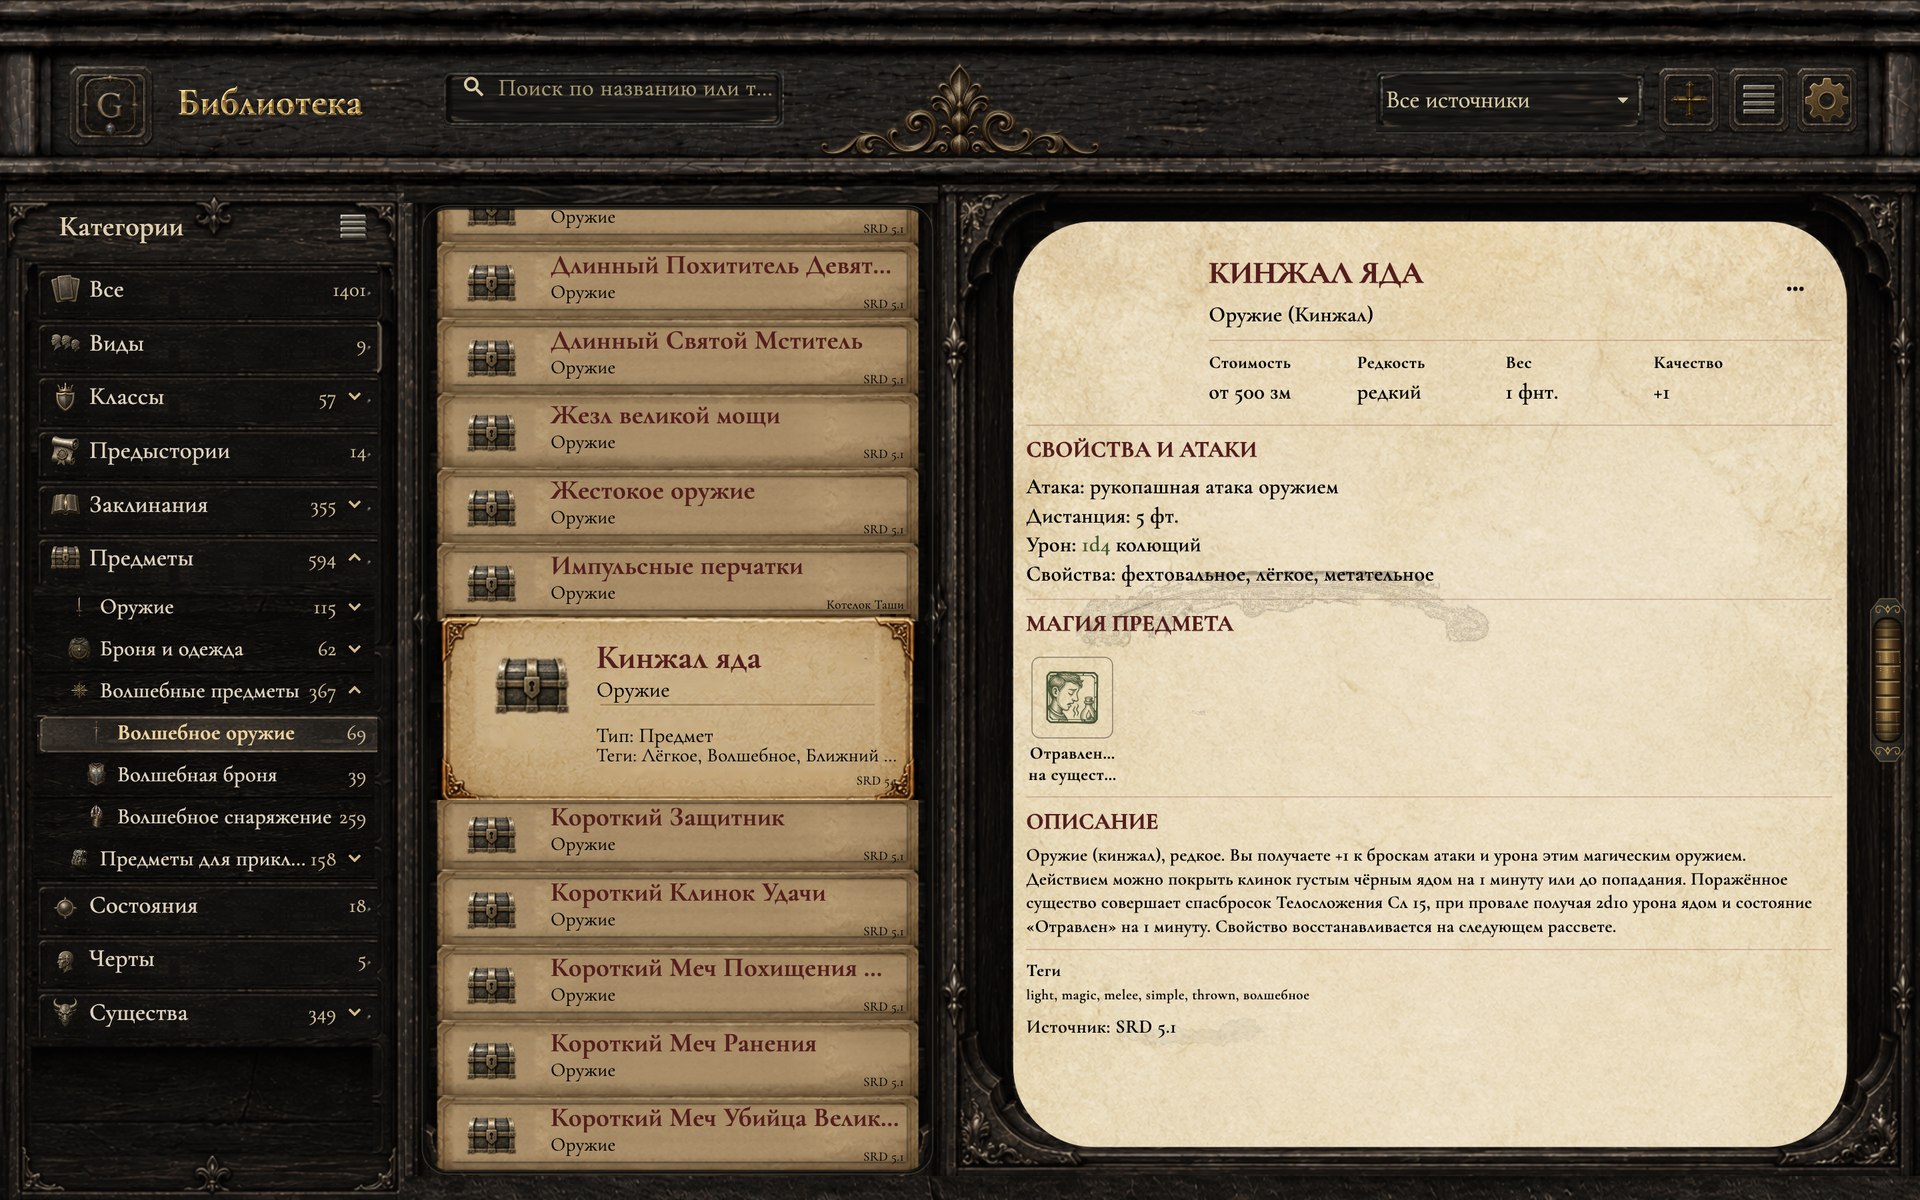 G
Библиотека
Поиск по названию или т...
Все источники
Категории
Все 1401
Виды 9
Классы 57
Предыстории 14
Заклинания 355
Предметы 594
Оружие 115
Броня и одежда 62
Волшебные предметы 367
Волшебное оружие 69
Волшебная броня 39
Волшебное снаряжение 259
Предметы для прикл... 158
Состояния 18
Черты 5
Существа 349
Оружие
SRD 5.1
Длинный Похититель Девят...
Оружие
SRD 5.1
Длинный Святой Мститель
Оружие
SRD 5.1
Жезл великой мощи
Оружие
SRD 5.1
Жестокое оружие
Оружие
SRD 5.1
Импульсные перчатки
Оружие
Котелок Таши
Кинжал яда
Оружие
Тип: Предмет
Теги: Лёгкое, Волшебное, Ближний ...
SRD 5.1
Короткий Защитник
Оружие
SRD 5.1
Короткий Клинок Удачи
Оружие
SRD 5.1
Короткий Меч Похищения ...
Оружие
SRD 5.1
Короткий Меч Ранения
Оружие
SRD 5.1
Короткий Меч Убийца Велик...
Оружие
SRD 5.1
КИНЖАЛ ЯДА
...
Оружие (Кинжал)
Стоимость Редкость Вес Качество
от 500 зм редкий 1 фнт. +1
СВОЙСТВА И АТАКИ
Атака: рукопашная атака оружием
Дистанция: 5 фт.
Урон: 1d4 колющий
Свойства: фехтовальное, лёгкое, метательное
МАГИЯ ПРЕДМЕТА
Отравлен...
на сущест...
ОПИСАНИЕ
Оружие (кинжал), редкое. Вы получаете +1 к броскам атаки и урона этим магическим оружием.
Действием можно покрыть клинок густым чёрным ядом на 1 минуту или до попадания. Поражённое
существо совершает спасбросок Телосложения Сл 15, при провале получая 2d10 урона ядом и состояние
«Отравлен» на 1 минуту. Свойство восстанавливается на следующем рассвете.
Теги
light, magic, melee, simple, thrown, волшебное
Источник: SRD 5.1